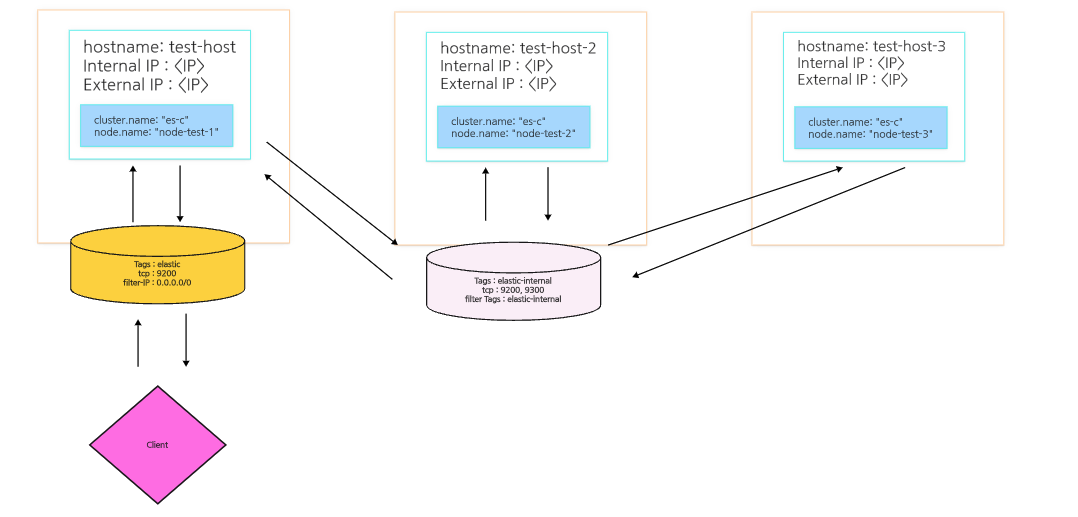 hostname: test-host
Internal IP : <IP>
External IP : <IP>
cluster.name: "es-c"
node.name: "node-test-1"
hostname: test-host-2
Internal IP : <IP>
External IP : <IP>
cluster.name: "es-c"
node.name: "node-test-2"
hostname: test-host-3
Internal IP : <IP>
External IP : <IP>
cluster.name: "es-c"
node.name: "node-test-3"
Tags : elastic
tcp : 9200
filter-IP : 0.0.0.0/0
Tags : elastic-internal
tcp : 9200, 9300
filter Tags : elastic-internal
Client